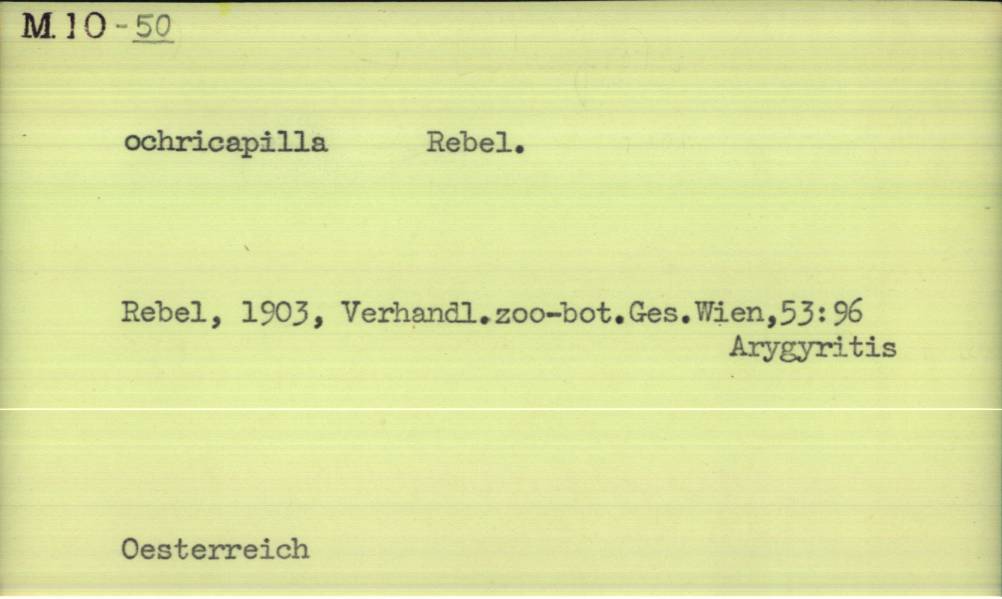 M.10-50
ochricapilla Rebel.
Rebel, 1903, Verhandl.zoo-bot.Ges.Wien,53:96
Arygyritis
Oesterreich